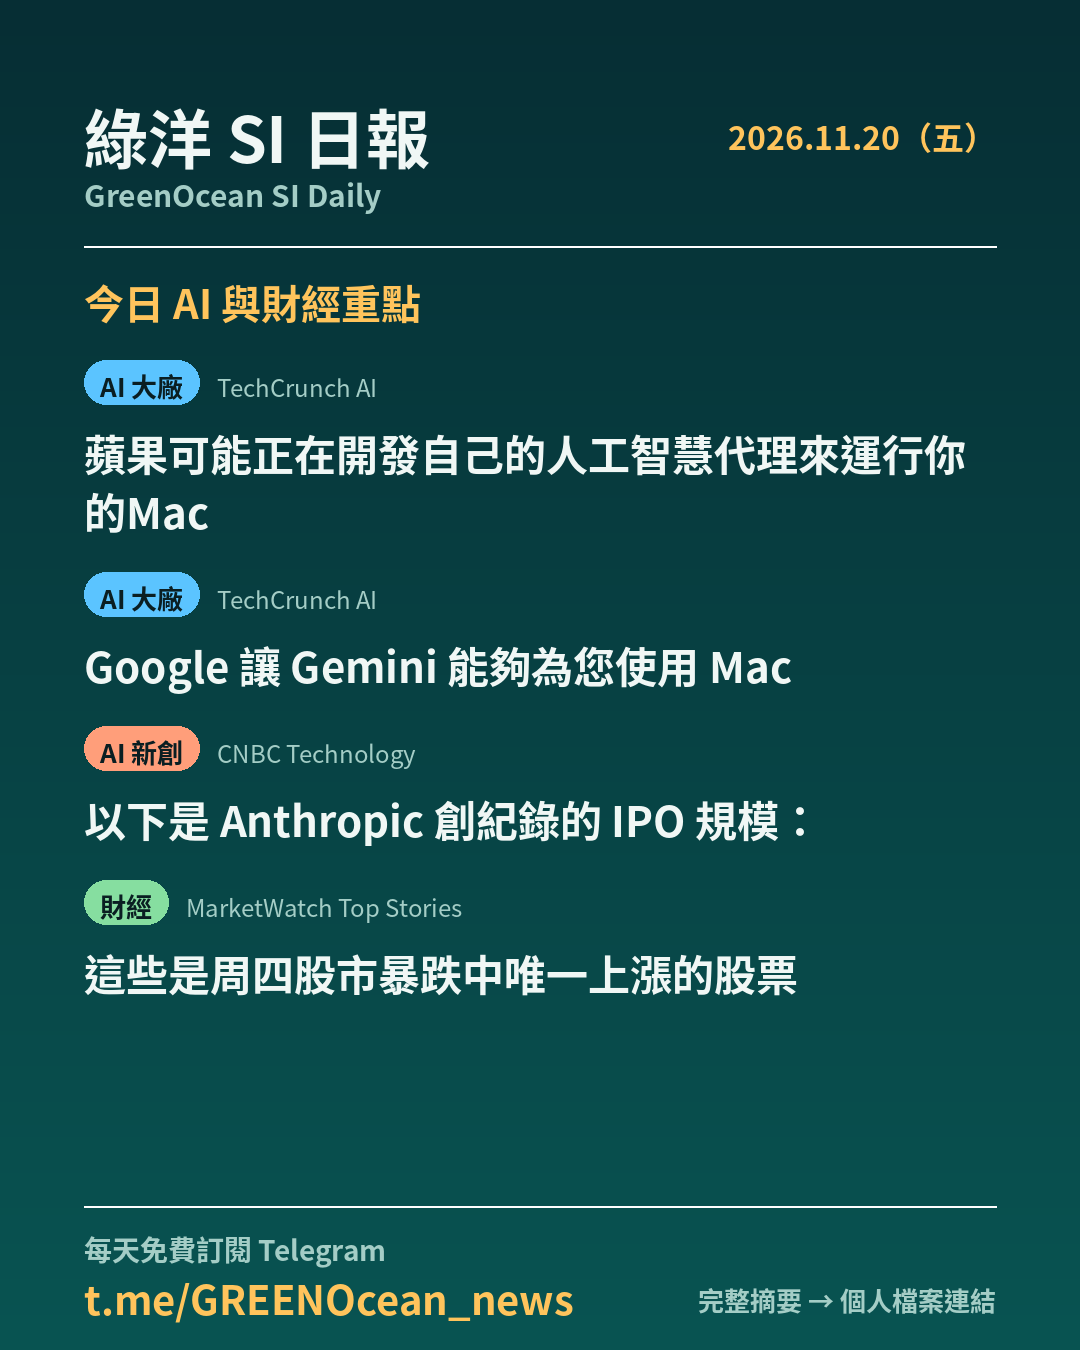 綠洋 SI 日報
2026.11.20（五）
GreenOcean SI Daily
今日 AI 與財經重點
AI 大廠 TechCrunch AI
蘋果可能正在開發自己的人工智慧代理來運行你
的Mac
AI 大廠 TechCrunch AI
Google 讓 Gemini 能夠為您使用 Mac
AI 新創 CNBC Technology
以下是 Anthropic 創紀錄的 IPO 規模：
財經 MarketWatch Top Stories
這些是周四股市暴跌中唯一上漲的股票
每天免費訂閱 Telegram
t.me/GREENOcean_news
完整摘要 → 個人檔案連結